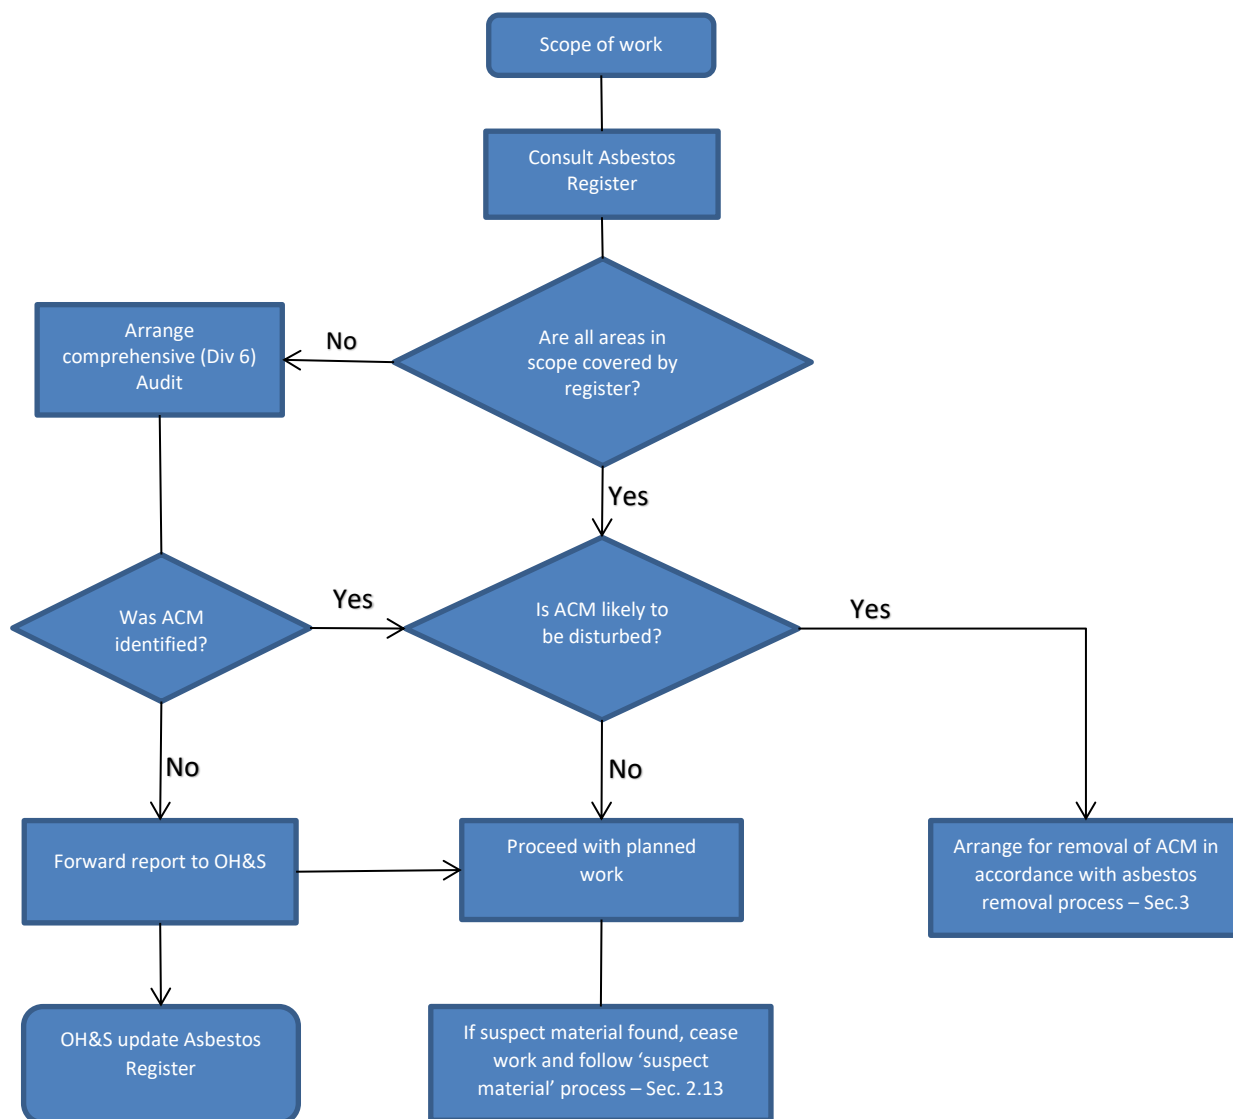 Scope of work
Consult Asbestos
Register
Are all areas in
scope covered by
register?
No
Arrange
comprehensive (Div 6)
Audit
Yes
Was ACM
identified?
Yes
Is ACM likely to
be disturbed?
Yes
No
No
Forward report to OH&S
Proceed with planned
work
Arrange for removal of ACM in
accordance with asbestos
removal process – Sec.3
OH&S update Asbestos
Register
If suspect material found, cease
work and follow ‘suspect
material’ process – Sec. 2.13